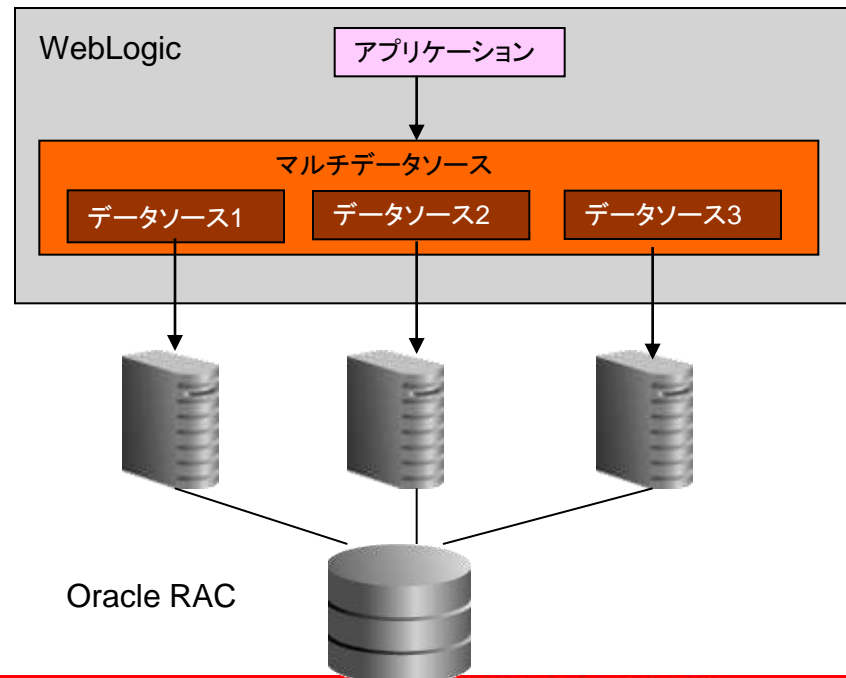 WebLogic
アプリケーション
マルチデータソース
データソース1
データソース2
データソース3
Oracle RAC